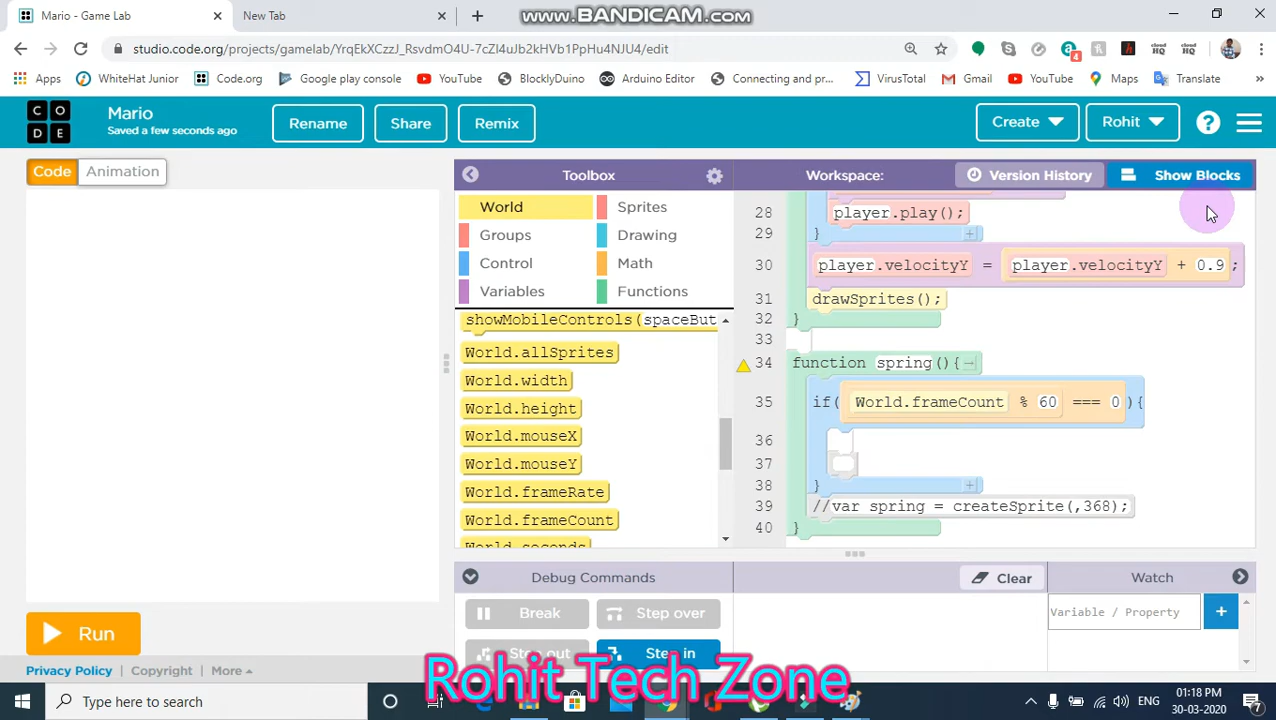 Mario - Game Lab
New Tab
www.BANDICAM.com
studio.code.org/projects/gamelab/YrqEkXCzzJ_RsvdmO4U-7cZl4uJb2kHVb1PpHu4NJU4/edit
Apps WhiteHat Junior Code.org Google play console YouTube BlocklyDuino Arduino Editor Connecting and pr... VirusTotal Gmail YouTube Maps Translate »
CODE
Mario
Saved a few seconds ago
Rename Share Remix Create Rohit ?
Code Animation
Toolbox
World Sprites
Groups Drawing
Control Math
Variables Functions
showMobileControls(spaceBut
World.allSprites
World.width
World.height
World.mouseX
World.mouseY
World.frameRate
World.frameCount
World.seconds
Workspace: Version History Show Blocks
28 player.play();
29 }
30 player.velocityY = player.velocityY + 0.9;
31 drawSprites();
32 }
33
34 function spring(){
35 if( World.frameCount % 60 === 0 ){
36
37
38 }
39 //var spring = createSprite(,368);
40 }
Debug Commands Clear Watch
Break Step over
Step out Step in
Variable / Property +
Run
Privacy Policy | Copyright | More
Rohit Tech Zone
Type here to search
ENG
01:18 PM
30-03-2020
7